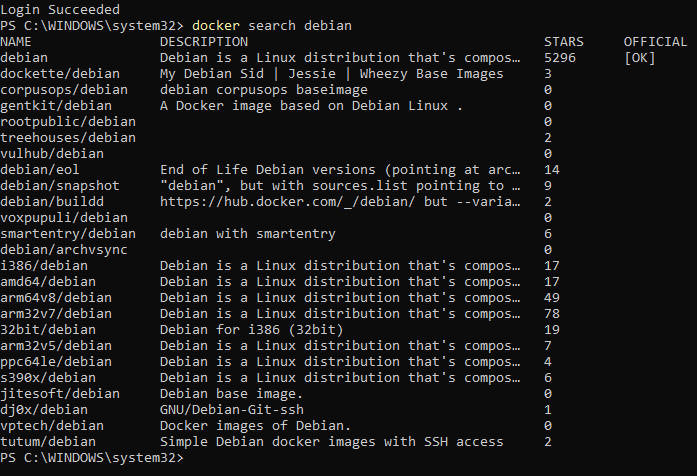 Login Succeeded
PS C:\WINDOWS\system32> docker search debian
NAME DESCRIPTION STARS OFFICIAL
debian Debian is a Linux distribution that's compos… 5296 [OK]
dockette/debian My Debian Sid | Jessie | Wheezy Base Images 3
corpusops/debian debian corpusops baseimage 0
gentkit/debian A Docker image based on Debian Linux . 0
rootpublic/debian 0
treehouses/debian 2
vulhub/debian 0
debian/eol End of Life Debian versions (pointing at arc… 14
debian/snapshot "debian", but with sources.list pointing to … 9
debian/buildd https://hub.docker.com/_/debian/ but --varia… 2
voxpupuli/debian 0
smartentry/debian debian with smartentry 6
debian/archvsync 0
i386/debian Debian is a Linux distribution that's compos… 17
amd64/debian Debian is a Linux distribution that's compos… 17
arm64v8/debian Debian is a Linux distribution that's compos… 49
arm32v7/debian Debian is a Linux distribution that's compos… 78
32bit/debian Debian for i386 (32bit) 19
arm32v5/debian Debian is a Linux distribution that's compos… 7
ppc64le/debian Debian is a Linux distribution that's compos… 4
s390x/debian Debian is a Linux distribution that's compos… 6
jitesoft/debian Debian base image. 0
dj0x/debian GNU/Debian-Git-ssh 1
vptech/debian Docker images of Debian. 0
tutum/debian Simple Debian docker images with SSH access 2
PS C:\WINDOWS\system32>